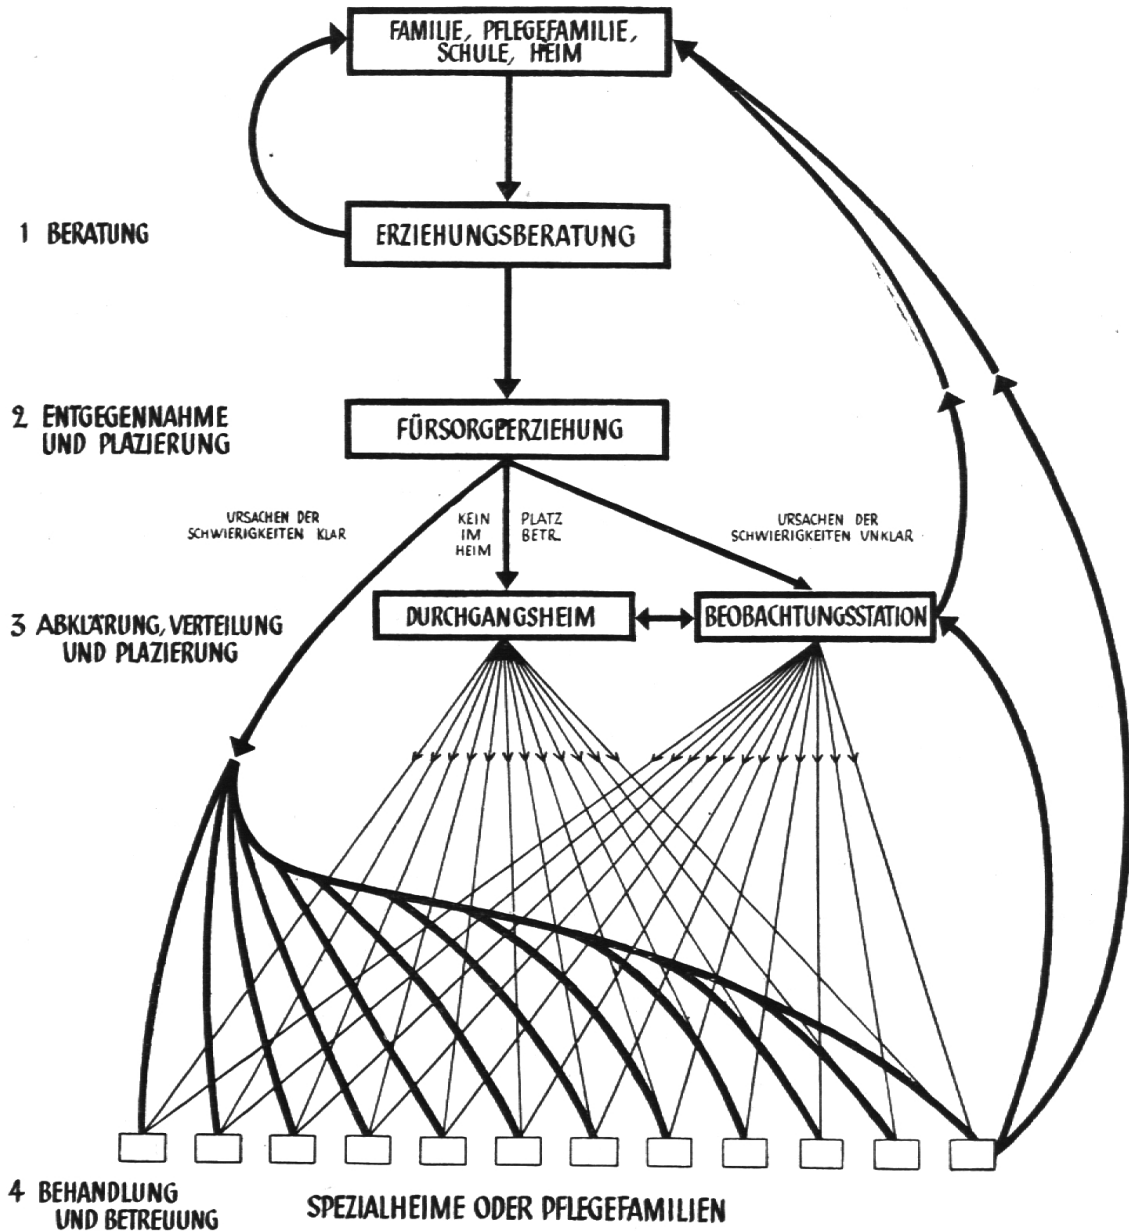 FAMILIE, PFLEGEFAMILIE,
SCHULE, HEIM
1 BERATUNG
ERZIEHUNGSBERATUNG
2 ENTGEGENNAHME
UND PLAZIERUNG
FÜRSORGEERZIEHUNG
URSACHEN DER
SCHWIERIGKEITEN KLAR
KEIN PLATZ
IM BETR.
HEIM
URSACHEN DER
SCHWIERIGKEITEN UNKLAR
3 ABKLÄRUNG, VERTEILUNG
UND PLAZIERUNG
DURCHGANGSHEIM
BEOBACHTUNGSSTATION
4 BEHANDLUNG
UND BETREUUNG
SPEZIALHEIME ODER PFLEGEFAMILIEN